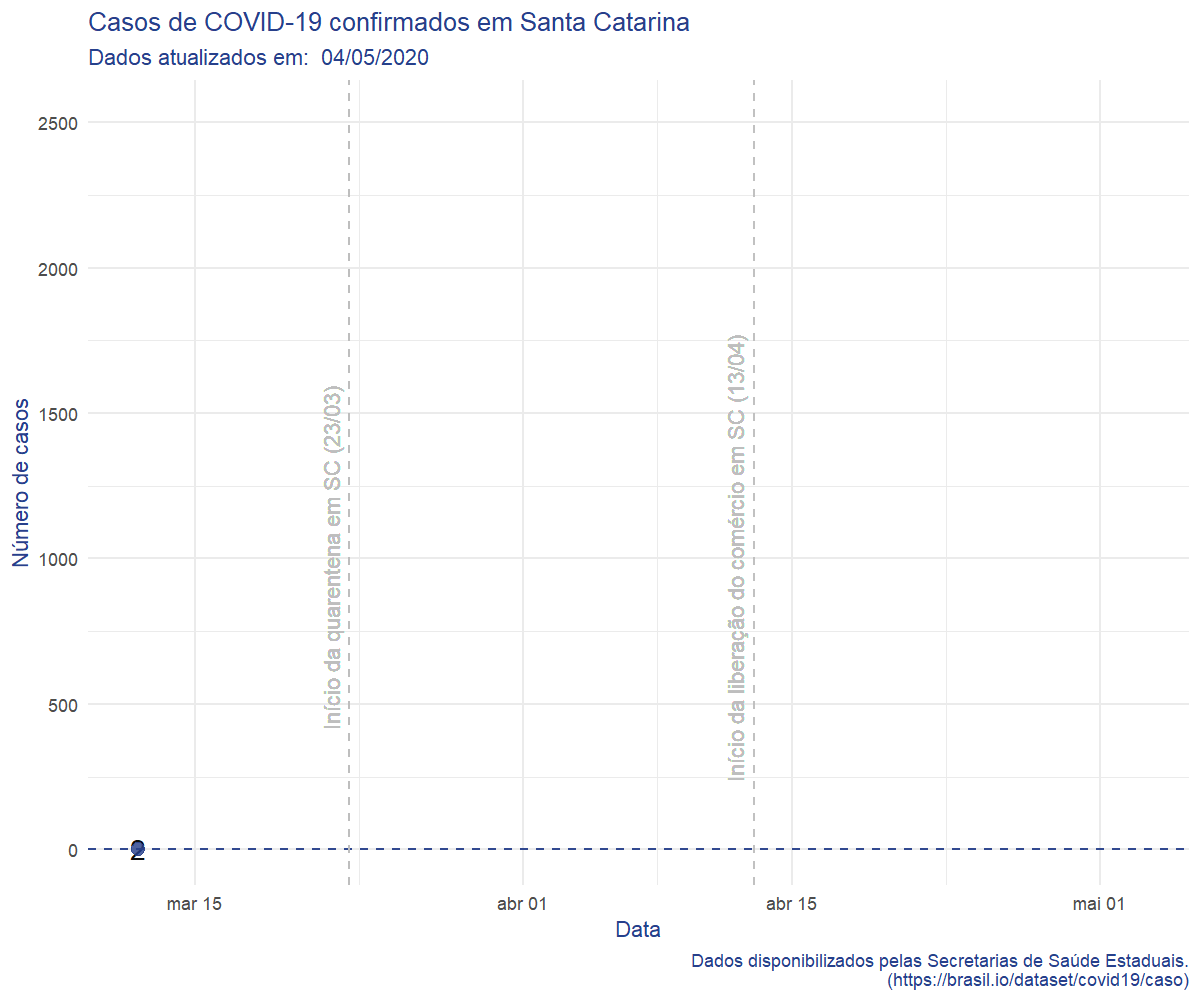 Casos de COVID-19 confirmados em Santa Catarina
Dados atualizados em:  04/05/2020
2500
2000
1500
1000
500
0
Número de casos
Início da quarentena em SC (23/03)
Início da liberação do comércio em SC (13/04)
2
mar 15
abr 01
abr 15
mai 01
Data
Dados disponibilizados pelas Secretarias de Saúde Estaduais.
(https://brasil.io/dataset/covid19/caso)